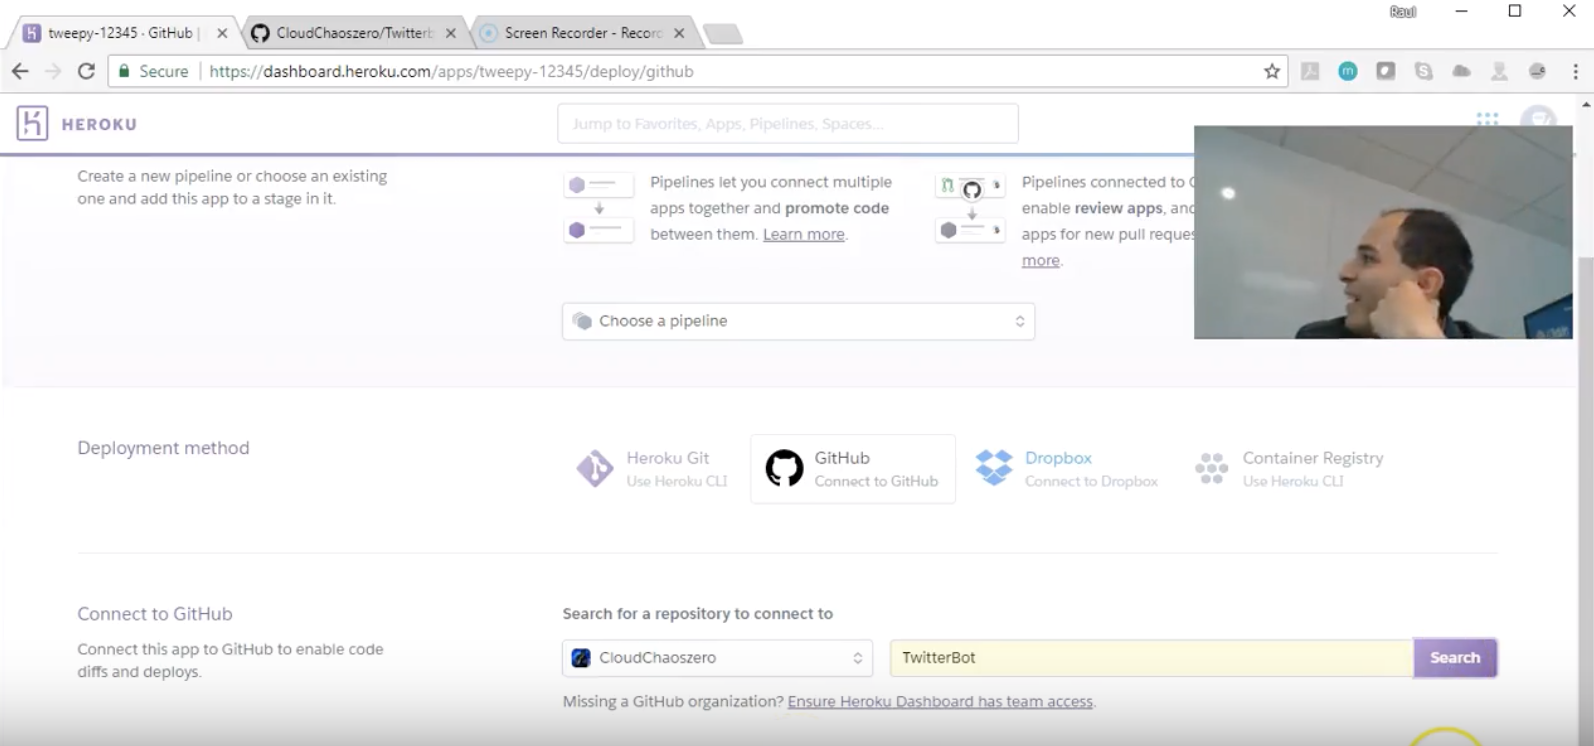 Raul
tweepy-12345 · GitHub |
CloudChaoszero/Twitterb
Screen Recorder - Record
Secure
https://dashboard.heroku.com/apps/tweepy-12345/deploy/github
HEROKU
Jump to Favorites, Apps, Pipelines, Spaces...
Create a new pipeline or choose an existing
one and add this app to a stage in it.
Pipelines let you connect multiple
apps together and promote code
between them. Learn more.
Pipelines connected to
enable review apps, and
apps for new pull
more.
Choose a pipeline
Deployment method
Heroku Git
Use Heroku CLI
GitHub
Connect to GitHub
Dropbox
Connect to Dropbox
Container Registry
Use Heroku CLI
Connect to GitHub
Connect this app to GitHub to enable code
diffs and deploys.
Search for a repository to connect to
CloudChaoszero
TwitterBot
Search
Missing a GitHub organization? Ensure Heroku Dashboard has team access.